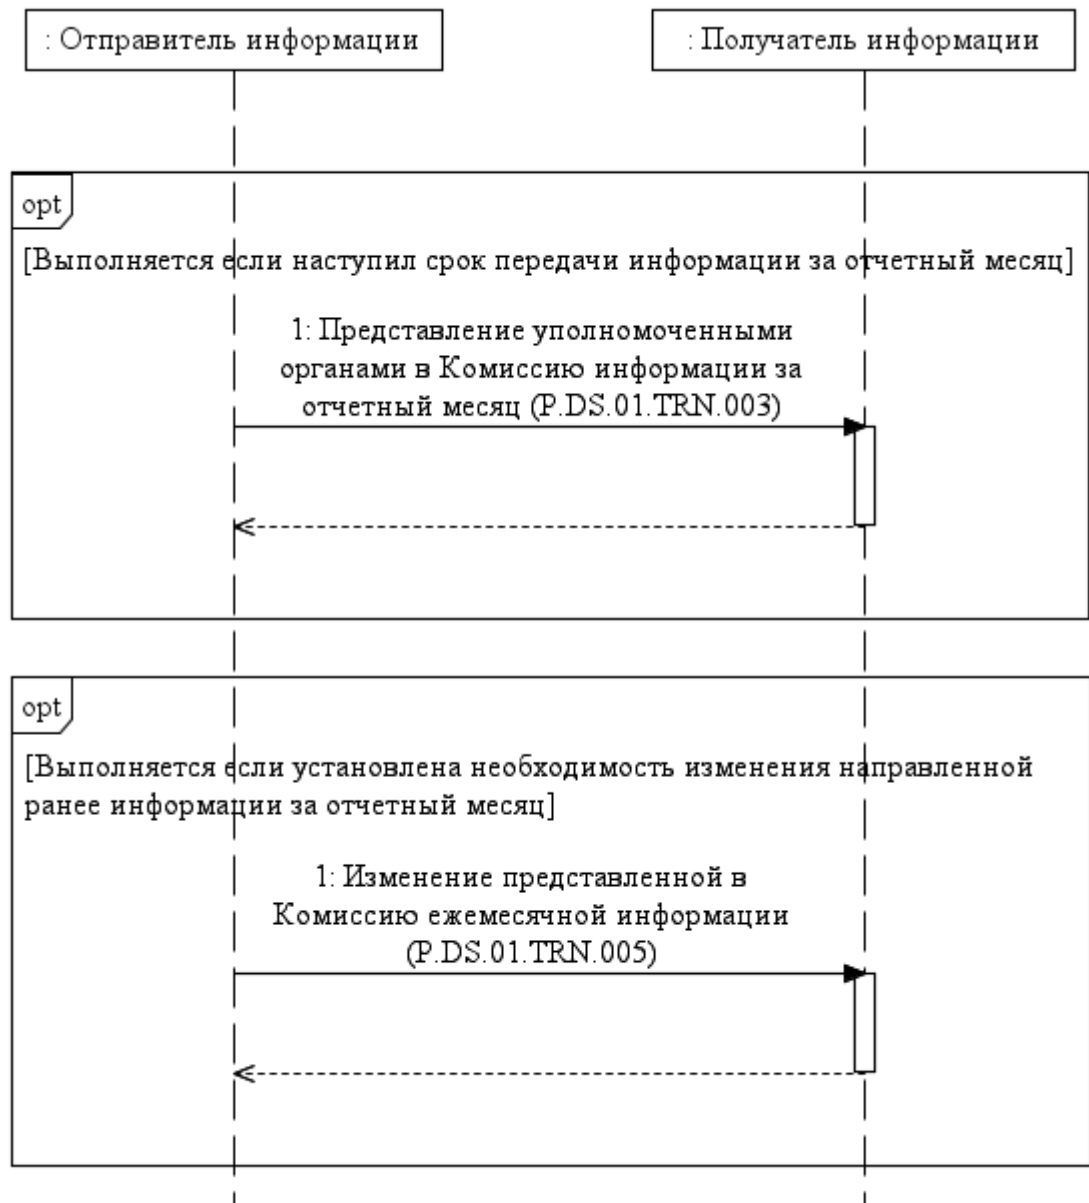 : Отправитель информации
: Получатель информации
opt
[Выполняется если наступил срок передачи информации за отчетный месяц]
1: Представление уполномоченными
органами в Комиссию информации за
отчетный месяц (P.DS.01.TRN.003)
opt
[Выполняется если установлена необходимость изменения направленной
ранее информации за отчетный месяц]
1: Изменение представленной в
Комиссию ежемесячной информации
(P.DS.01.TRN.005)